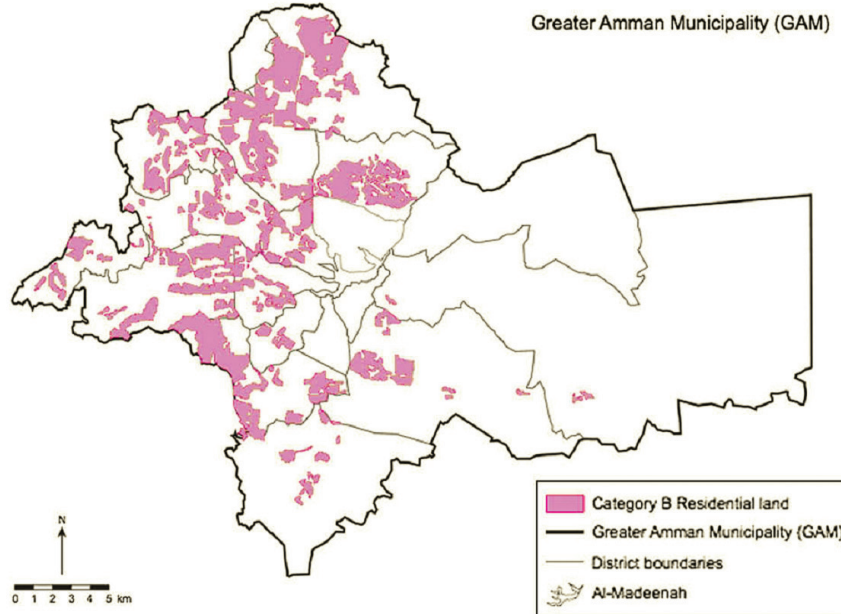 Greater Amman Municipality (GAM)
Category B Residential land
Greater Amman Municipality (GAM)
District boundaries
Al-Madeenah
N
0 1 2 3 4 5 km